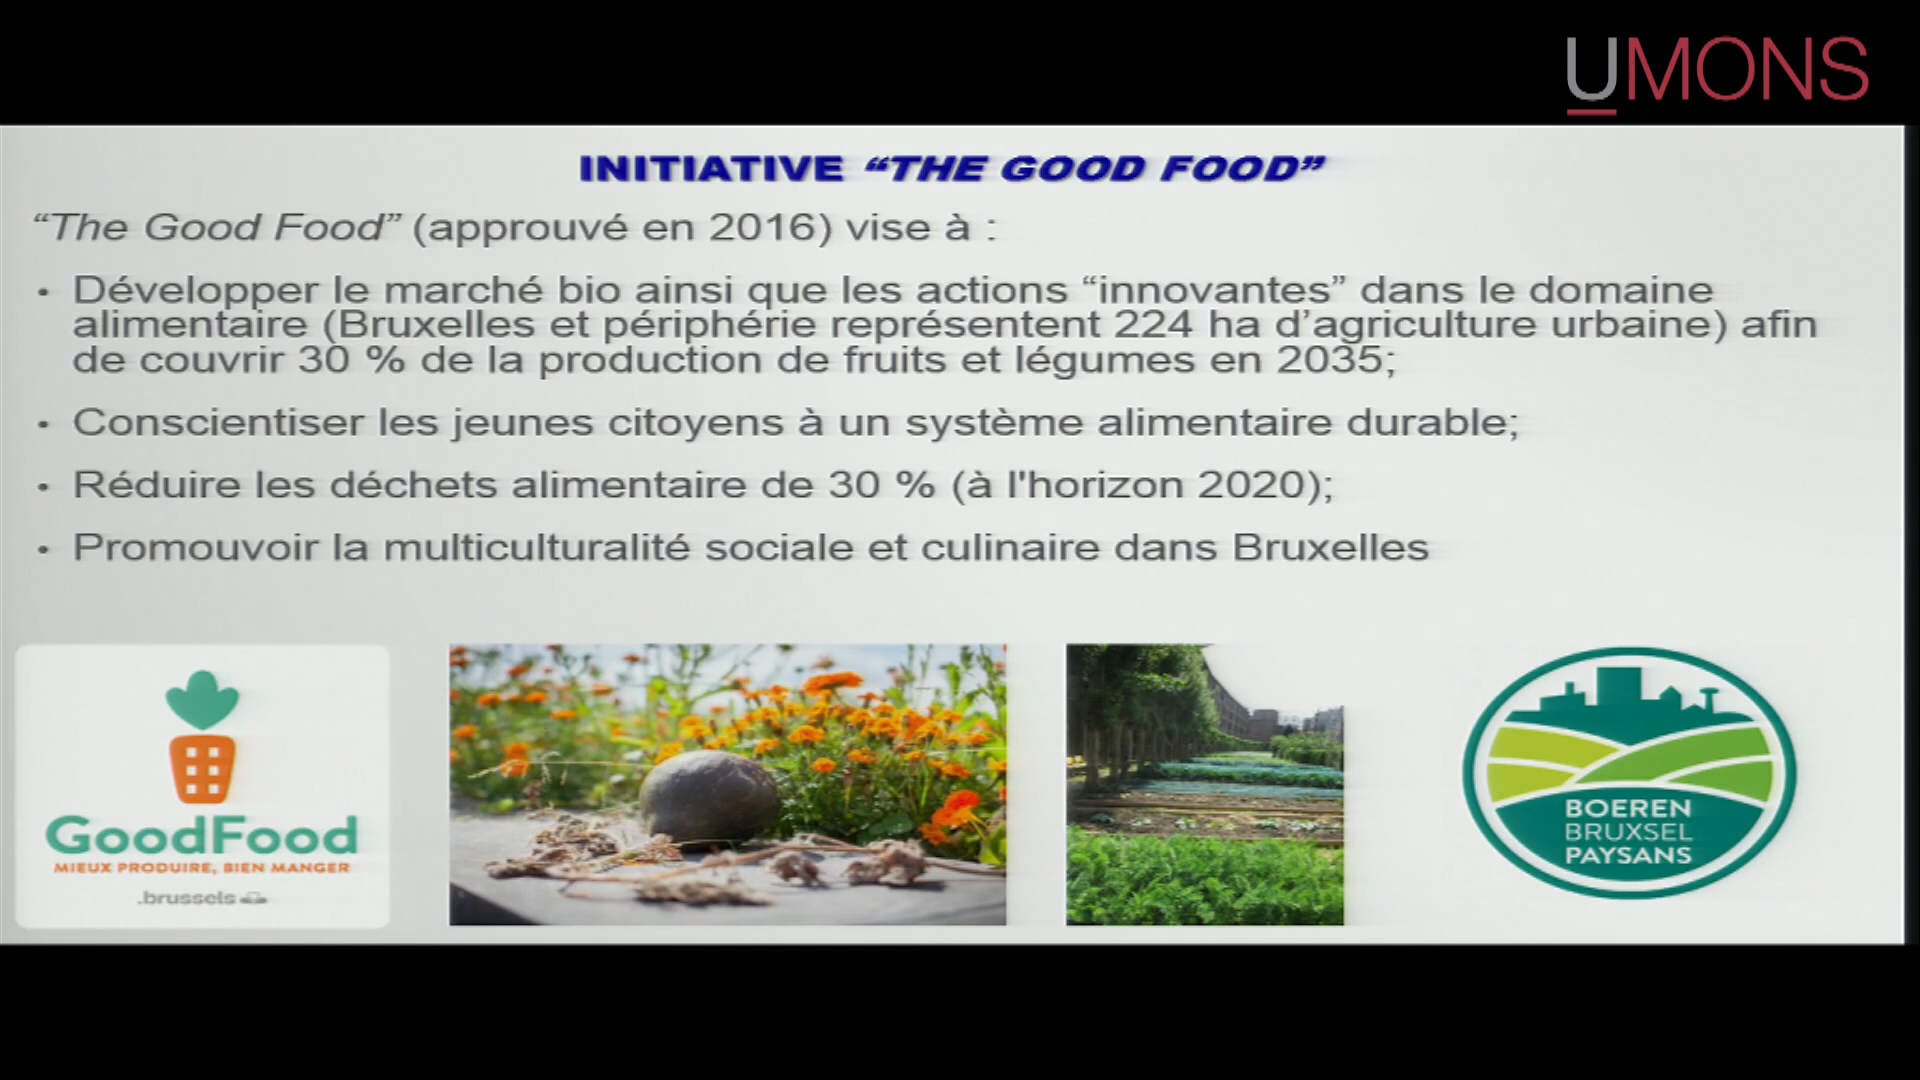 UMONS
INITIATIVE “THE GOOD FOOD”
“The Good Food” (approuvé en 2016) vise à :
• Développer le marché bio ainsi que les actions “innovantes” dans le domaine
alimentaire (Bruxelles et périphérie représentent 224 ha d’agriculture urbaine) afin
de couvrir 30 % de la production de fruits et légumes en 2035;
• Conscientiser les jeunes citoyens à un système alimentaire durable;
• Réduire les déchets alimentaire de 30 % (à l'horizon 2020);
• Promouvoir la multiculturalité sociale et culinaire dans Bruxelles
GoodFood
MIEUX PRODUIRE, BIEN MANGER
.brussels
BOEREN
BRUXSEL
PAYSANS